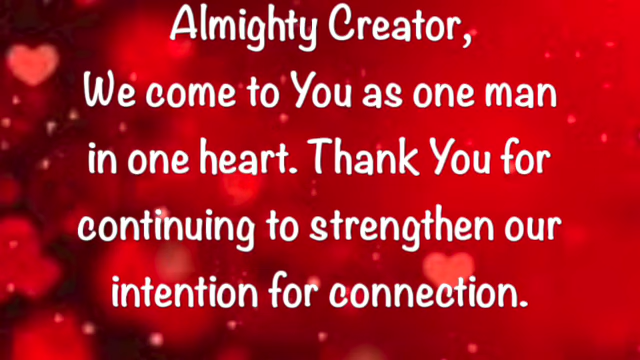 Almighty Creator,
We come to You as one man
in one heart. Thank You for
continuing to strengthen our
intention for connection.